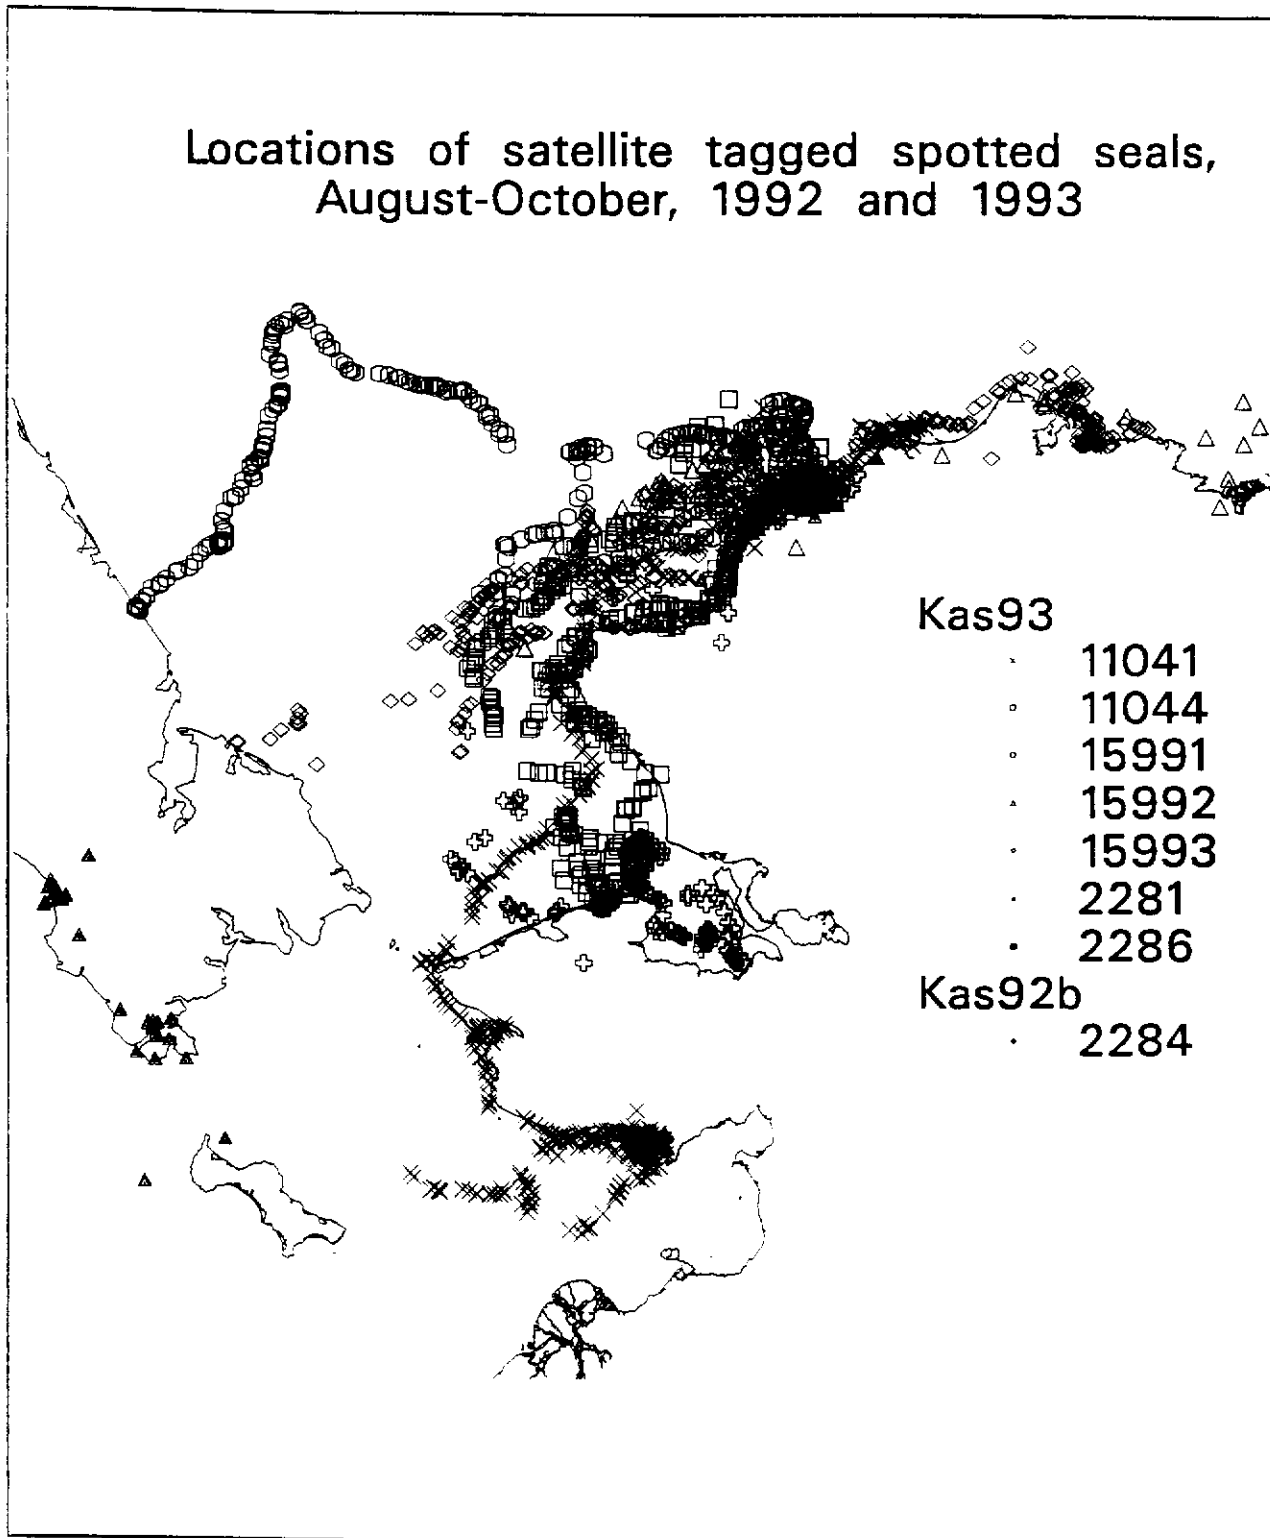 Locations of satellite tagged spotted seals,
August-October, 1992 and 1993
Kas93
11041
11044
15991
15992
15993
2281
2286
Kas92b
2284